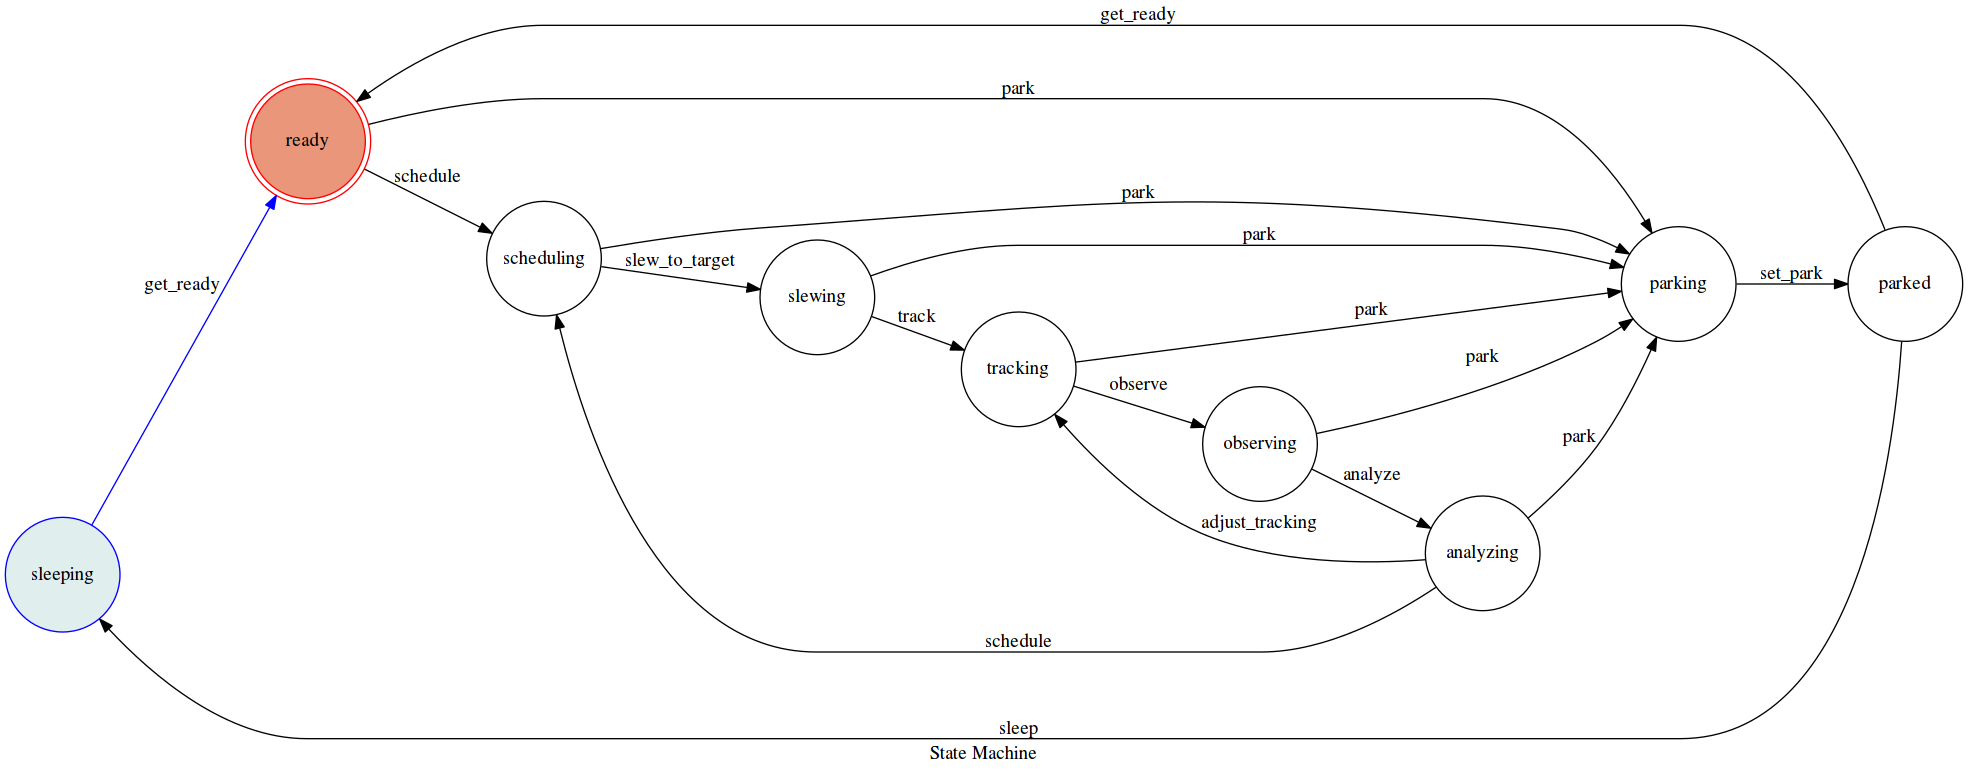 get_ready
park
ready
schedule
park
park
scheduling
slew_to_target
set_park
get_ready
slewing
parking
parked
track
park
tracking
park
observe
park
observing
analyze
adjust_tracking
analyzing
sleeping
schedule
sleep
State Machine